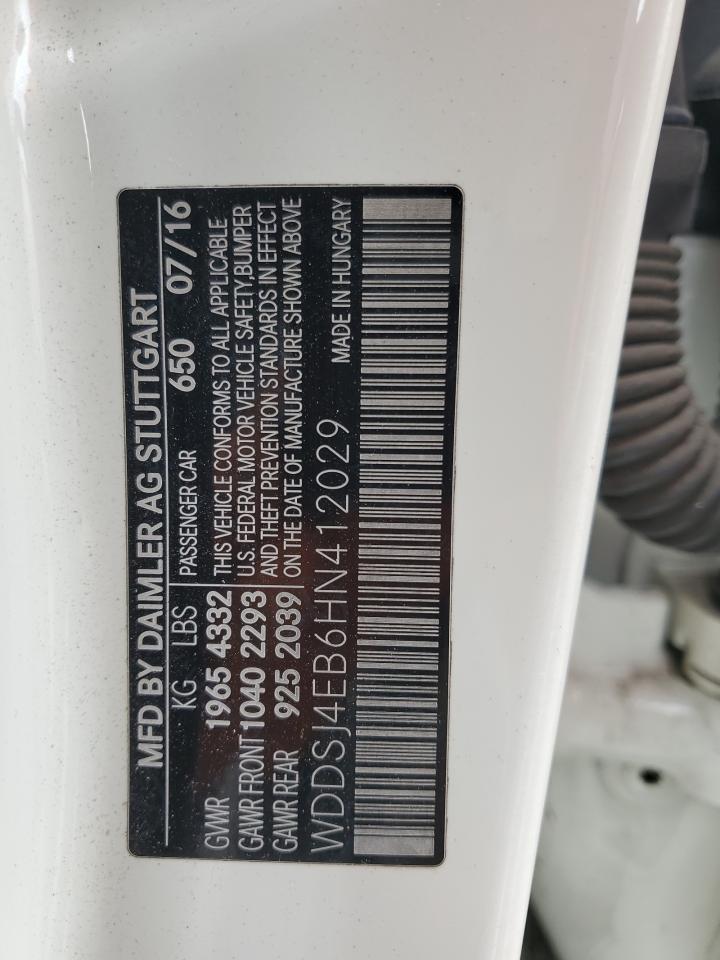 MFD BY DAIMLER AG STUTTGART
KG LBS PASSENGER CAR 650 07/16
GVWR 1965 4332 THIS VEHICLE CONFORMS TO ALL APPLICABLE
GAWR FRONT 1040 2293 U.S. FEDERAL MOTOR VEHICLE SAFETY,BUMPER
GAWR REAR 925 2039 AND THEFT PREVENTION STANDARDS IN EFFECT
ON THE DATE OF MANUFACTURE SHOWN ABOVE
WDDSJ4EB6HN412029 MADE IN HUNGARY